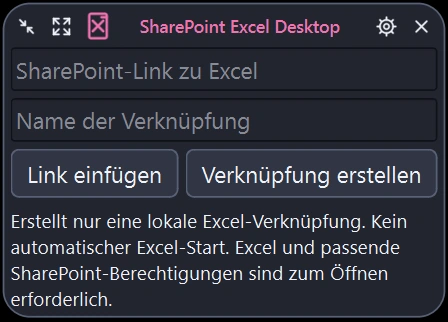 SharePoint Excel Desktop
SharePoint-Link zu Excel
Name der Verknüpfung
Link einfügen
Verknüpfung erstellen
Erstellt nur eine lokale Excel-Verknüpfung. Kein
automatischer Excel-Start. Excel und passende
SharePoint-Berechtigungen sind zum Öffnen
erforderlich.